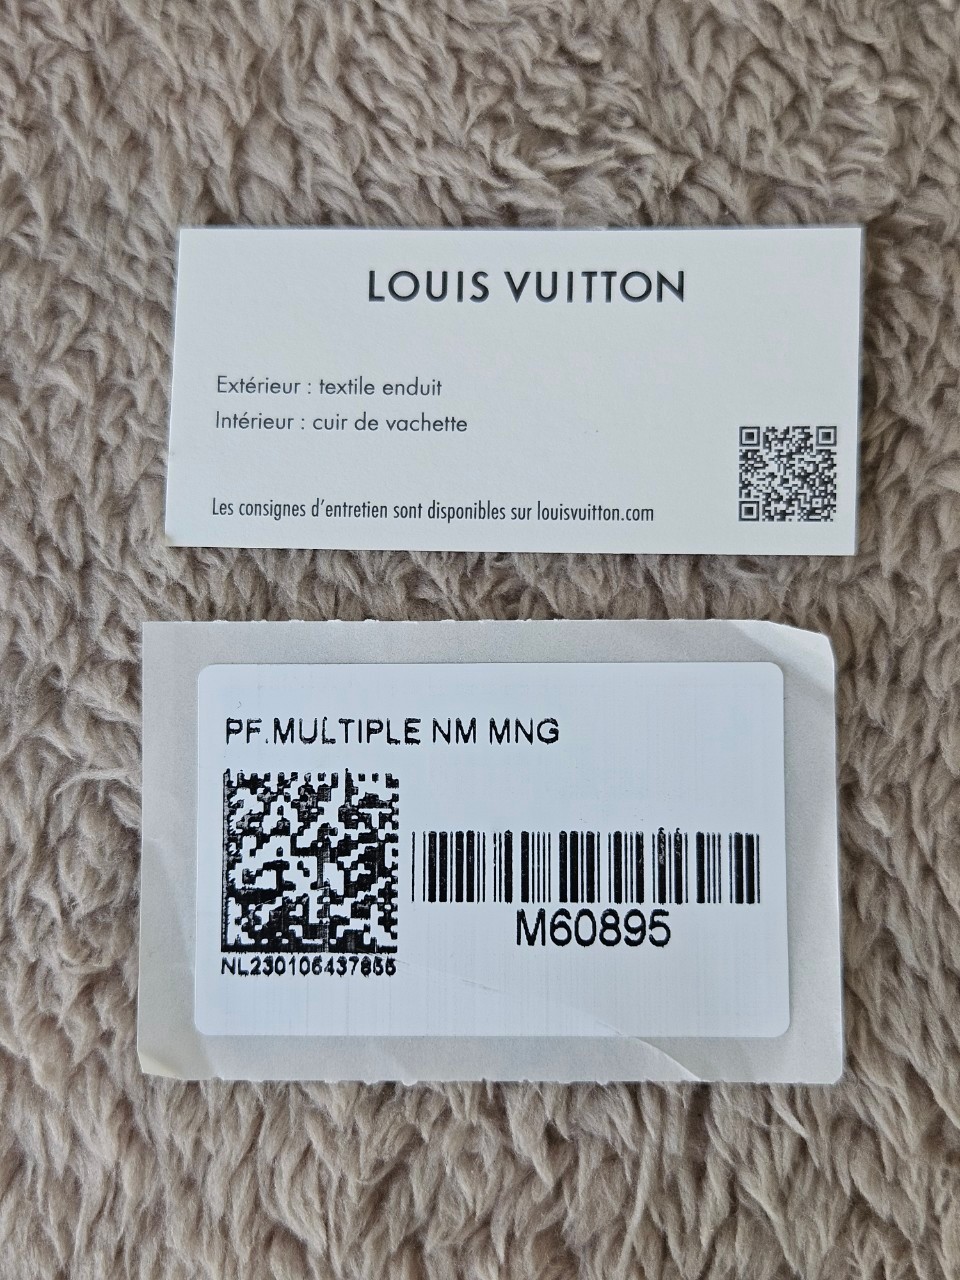 LOUIS VUITTON
Extérieur : textile enduit
Intérieur : cuir de vachette
Les consignes d'entretien sont disponibles sur louisvuitton.com
PF.MULTIPLE NM MNG
M60895
NL230106437855